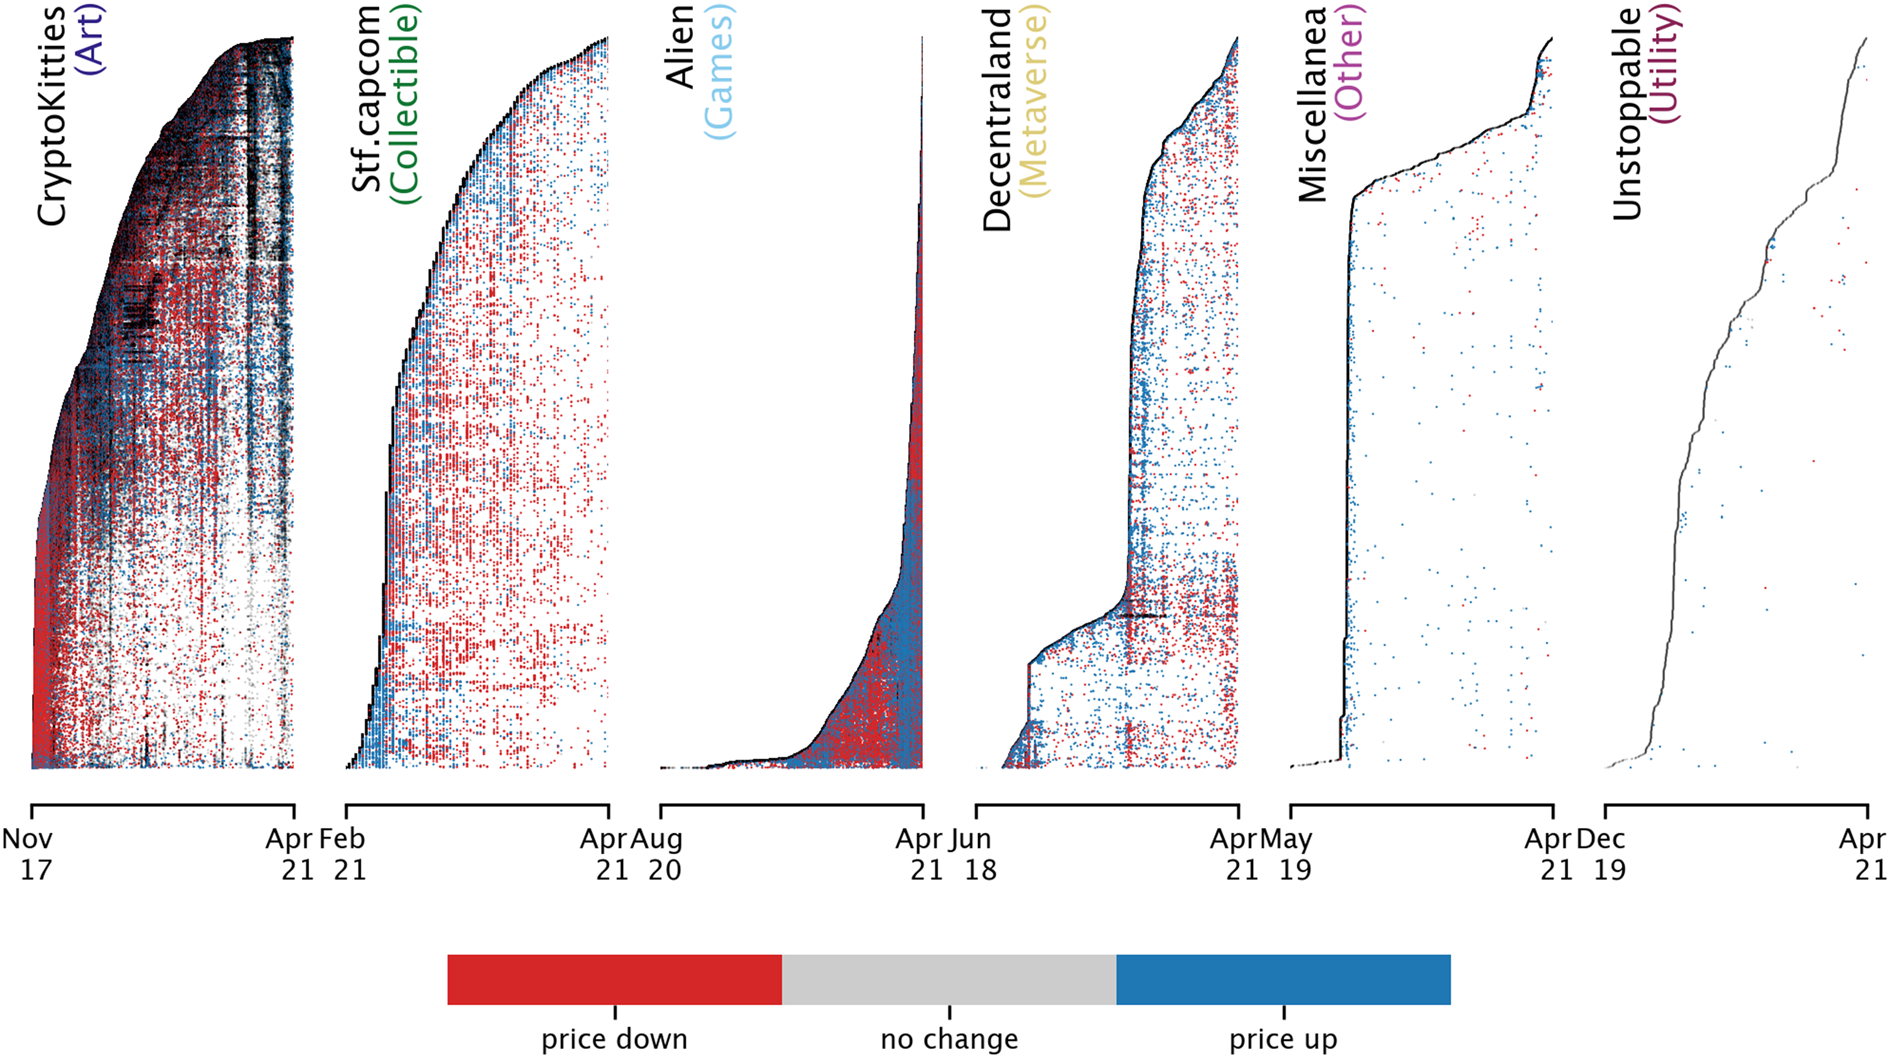 CryptoKitties
(Art)
Stf.capcom
(Collectible)
Alien
(Games)
Decentraland
(Metaverse)
Miscellanea
(Other)
Unstoppable
(Utility)
Nov
17
Apr
21
Feb
21
Apr
21
Aug
20
Apr
21
Jun
18
Apr
21
May
19
Apr
21
Dec
19
Apr
21
price down
no change
price up